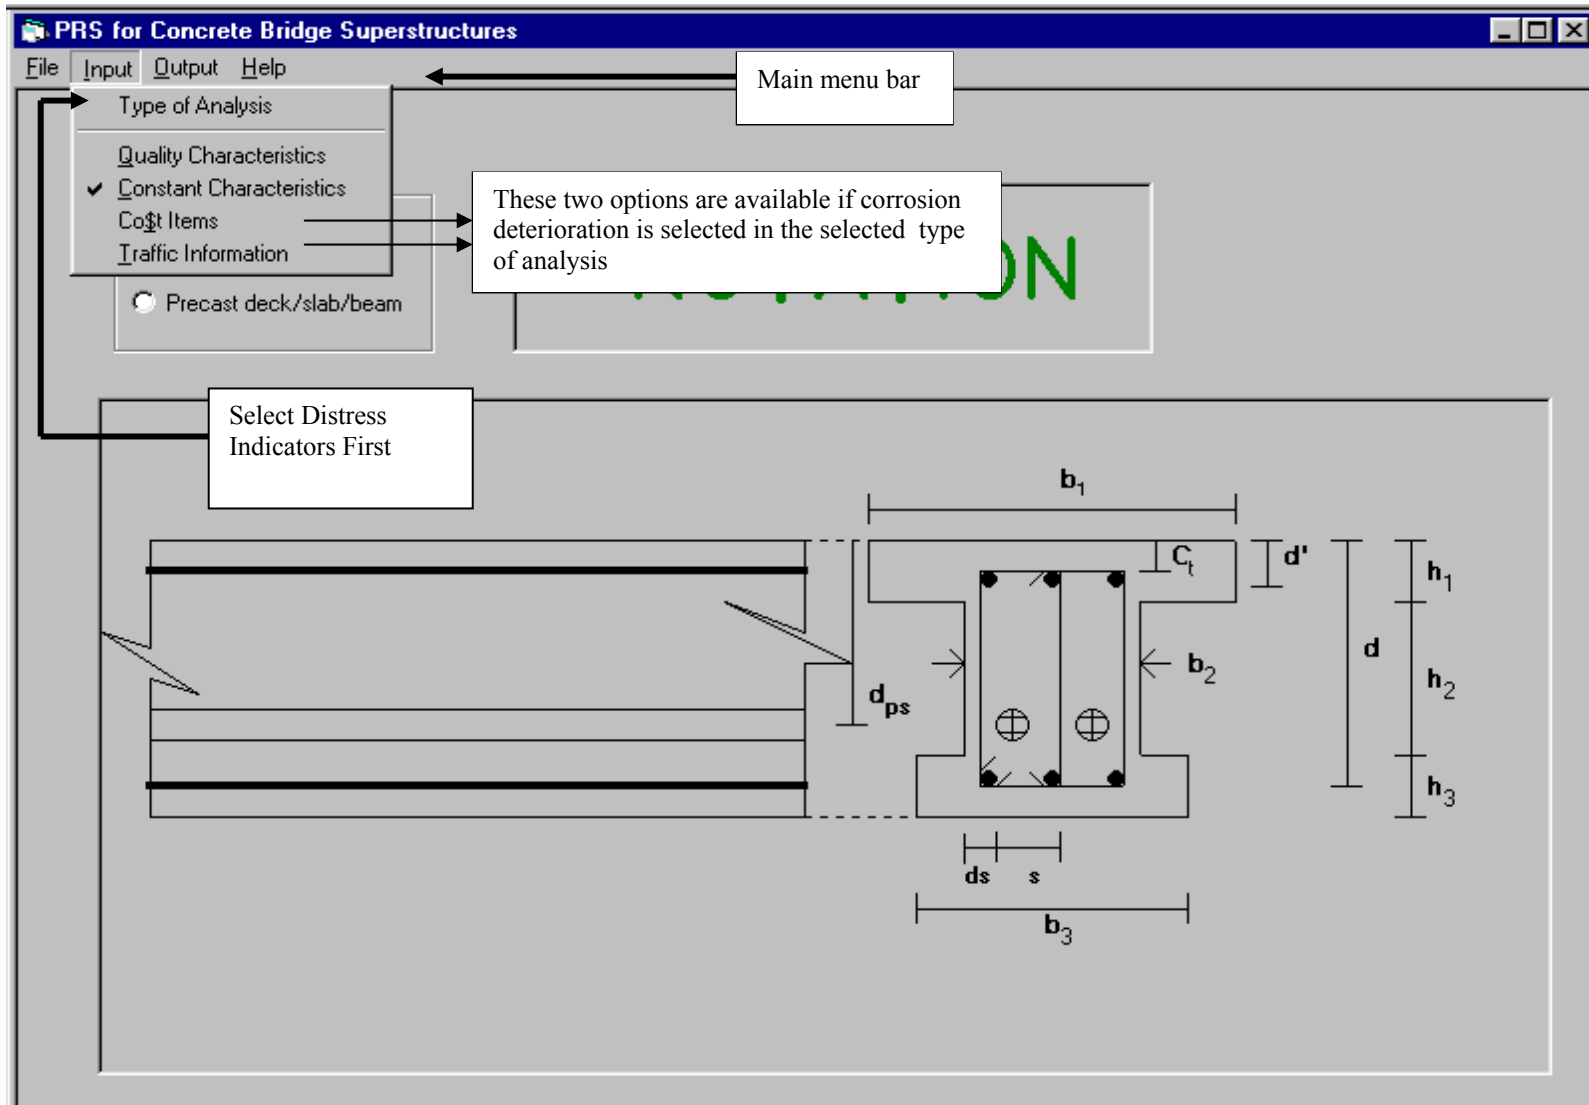 PRS for Concrete Bridge Superstructures
File Input Output Help
Main menu bar
Type of Analysis
Quality Characteristics
✓ Constant Characteristics
Co$t Items
Traffic Information
These two options are available if corrosion
deterioration is selected in the selected type
of analysis
Precast deck/slab/beam
Select Distress
Indicators First
b1
Ct
d'
h1
d
b2
h2
dps
h3
ds
s
b3